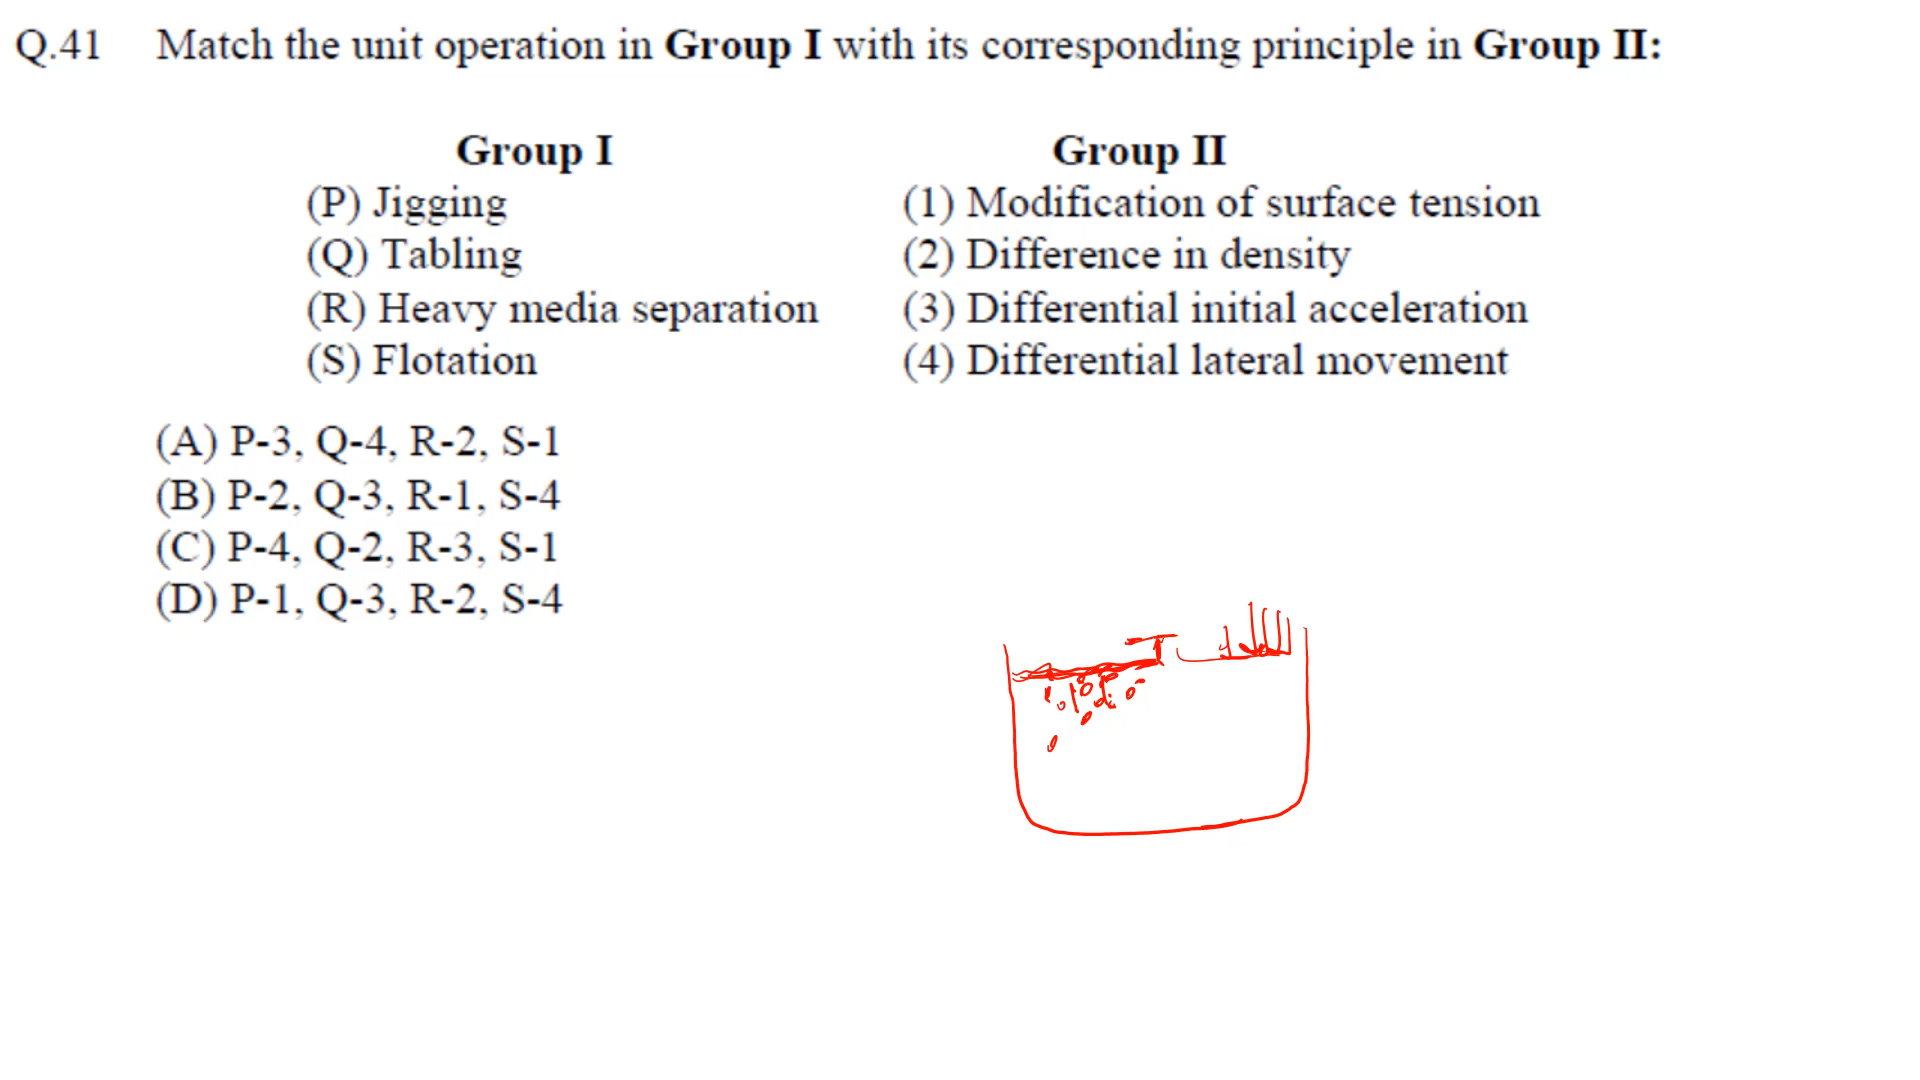 Q.41 Match the unit operation in Group I with its corresponding principle in Group II:
Group I Group II
(P) Jigging (1) Modification of surface tension
(Q) Tabling (2) Difference in density
(R) Heavy media separation (3) Differential initial acceleration
(S) Flotation (4) Differential lateral movement
(A) P-3, Q-4, R-2, S-1
(B) P-2, Q-3, R-1, S-4
(C) P-4, Q-2, R-3, S-1
(D) P-1, Q-3, R-2, S-4